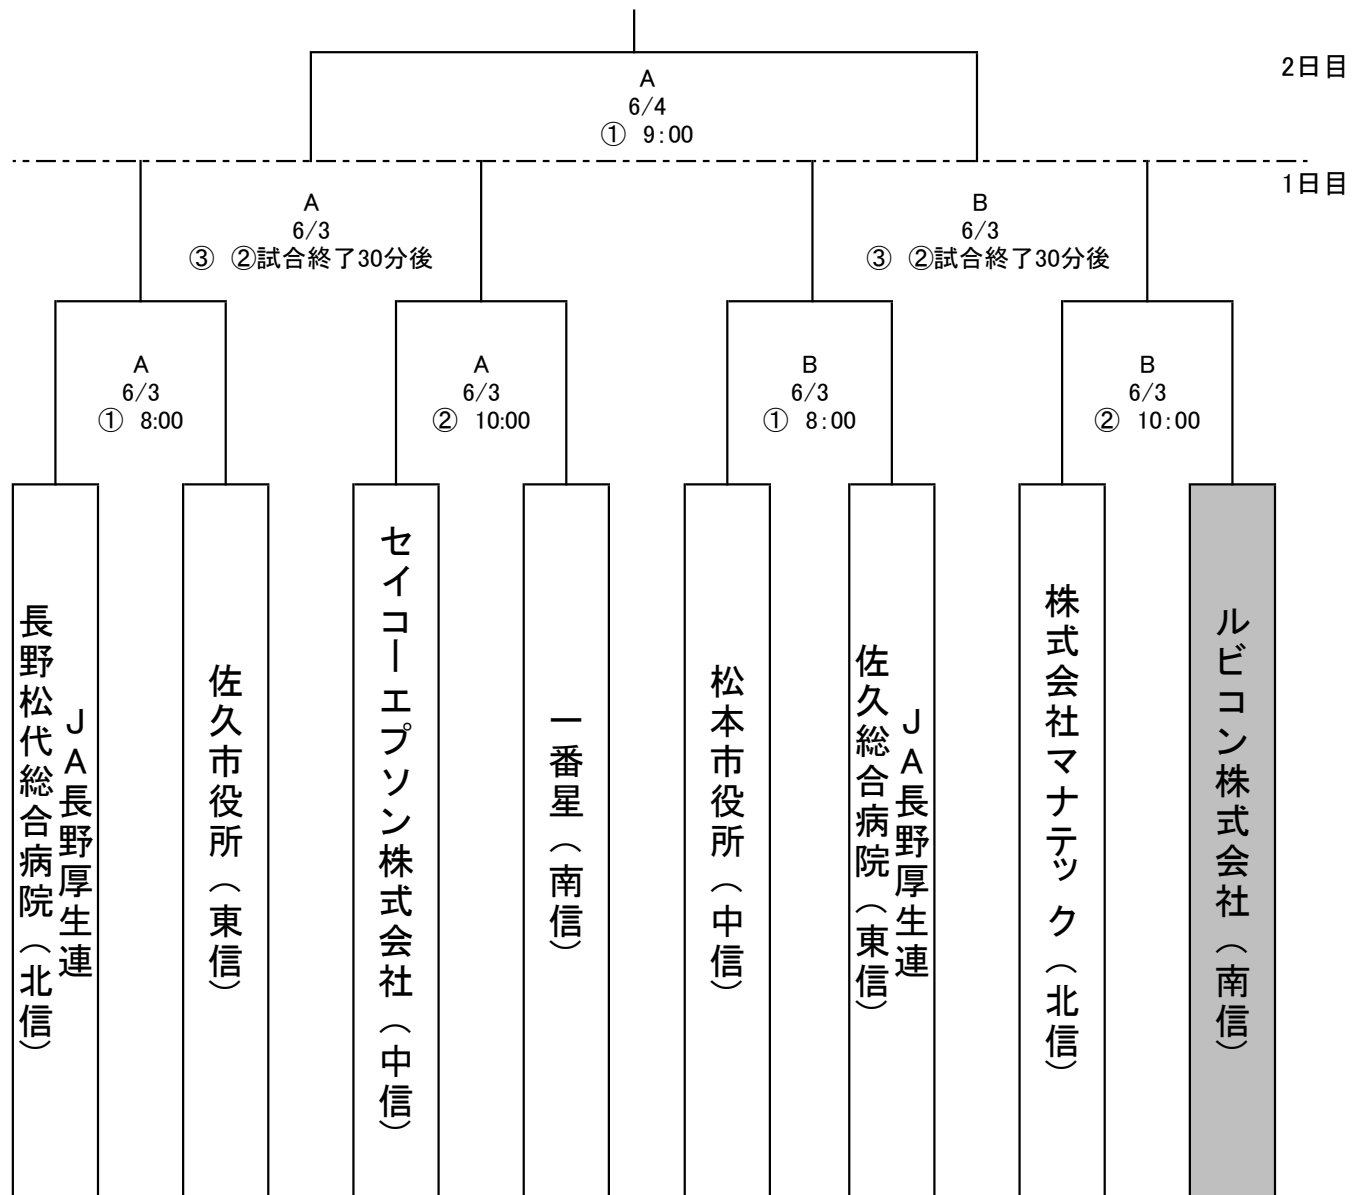 2日目
A
6/4
① 9:00
1日目
A
6/3
③ ②試合終了30分後
B
6/3
③ ②試合終了30分後
A
6/3
① 8:00
A
6/3
② 10:00
B
6/3
① 8:00
B
6/3
② 10:00
JA長野厚生連
長野松代総合病院（北信）
佐久市役所（東信）
セイコーエプソン株式会社（中信）
一番星（南信）
松本市役所（中信）
JA長野厚生連
佐久総合病院（東信）
株式会社マナテック（北信）
ルビコン株式会社（南信）